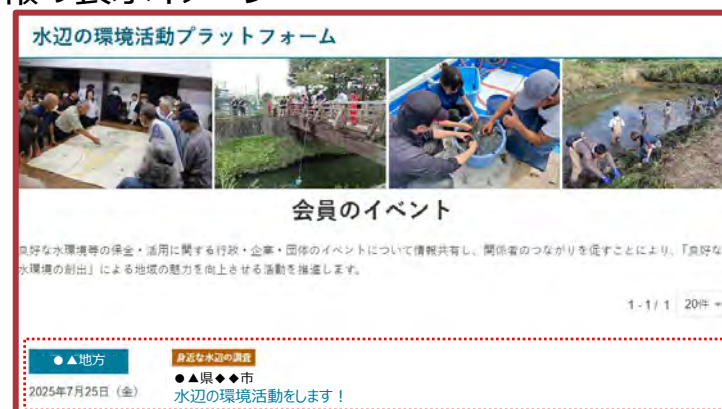 水辺の環境活動プラットフォーム
会員のイベント
良好な水環境等の保全・活用に関する行政・企業・団体のイベントについて情報共有し、関係者のつながりを促すことにより、「良好な
水環境の創出」による地域の魅力を向上させる活動を推進します。
1 - 1 / 1 20件
●▲地方
身近な水辺の調査
●▲県◆◆市
2025年7月25日（金）
水辺の環境活動をします！